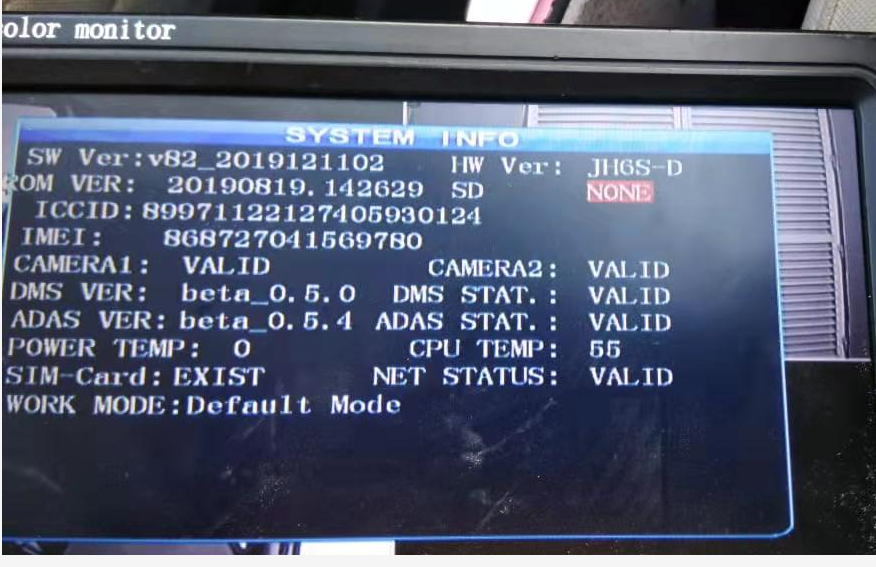 color monitor
SYSTEM INFO
SW Ver:v82_2019121102 HW Ver: JH6S-D
ROM VER: 20190819.142629 SD NONE
ICCID:89971122127405930124
IMEI: 868727041569780
CAMERA1: VALID CAMERA2: VALID
DMS VER: beta_0.5.0 DMS STAT.: VALID
ADAS VER:beta_0.5.4 ADAS STAT.: VALID
POWER TEMP: 0 CPU TEMP: 55
SIM-Card:EXIST NET STATUS: VALID
WORK MODE:Default Mode